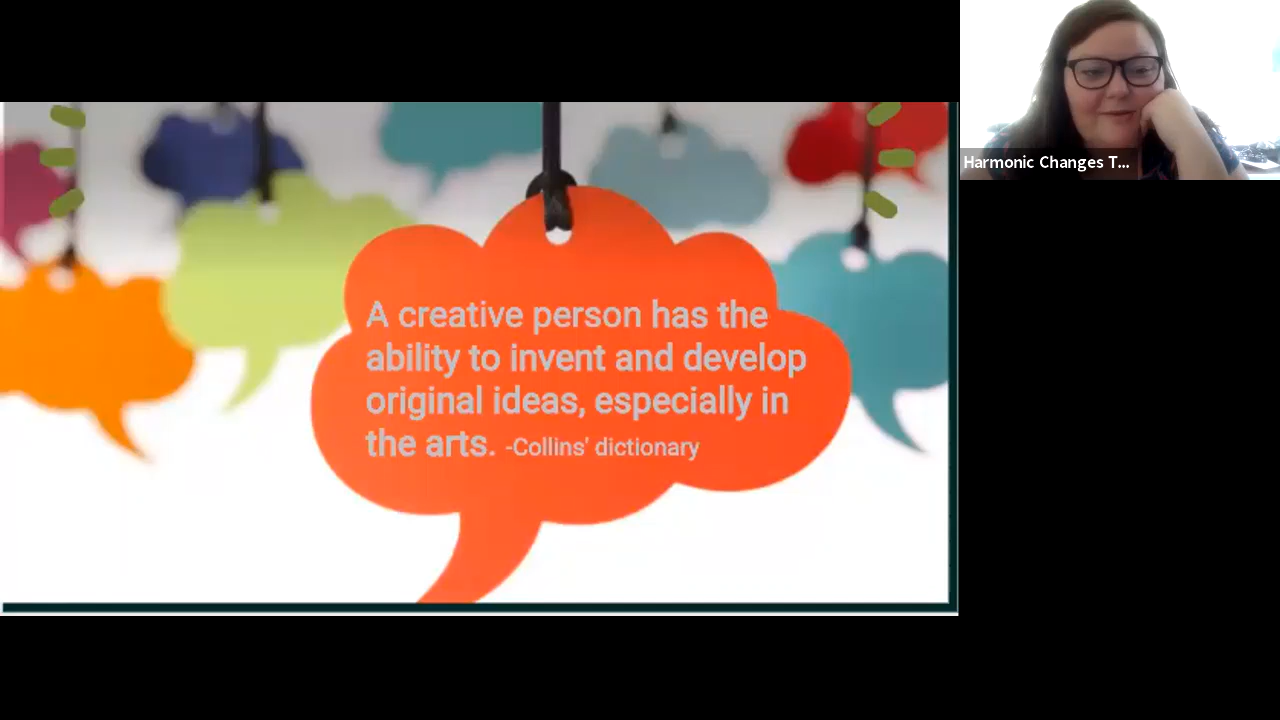 Harmonic Changes T...
A creative person has the
ability to invent and develop
original ideas, especially in
the arts. -Collins' dictionary